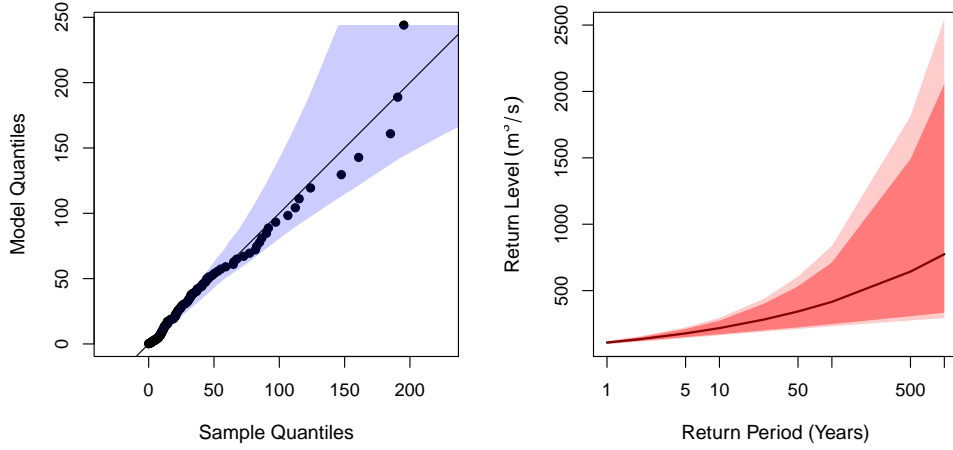 Model Quantiles
250
200
150
100
50
0
0 50 100 150 200
Sample Quantiles
Return Level (m³/s)
2500
2000
1500
1000
500
1 5 10 50 500
Return Period (Years)